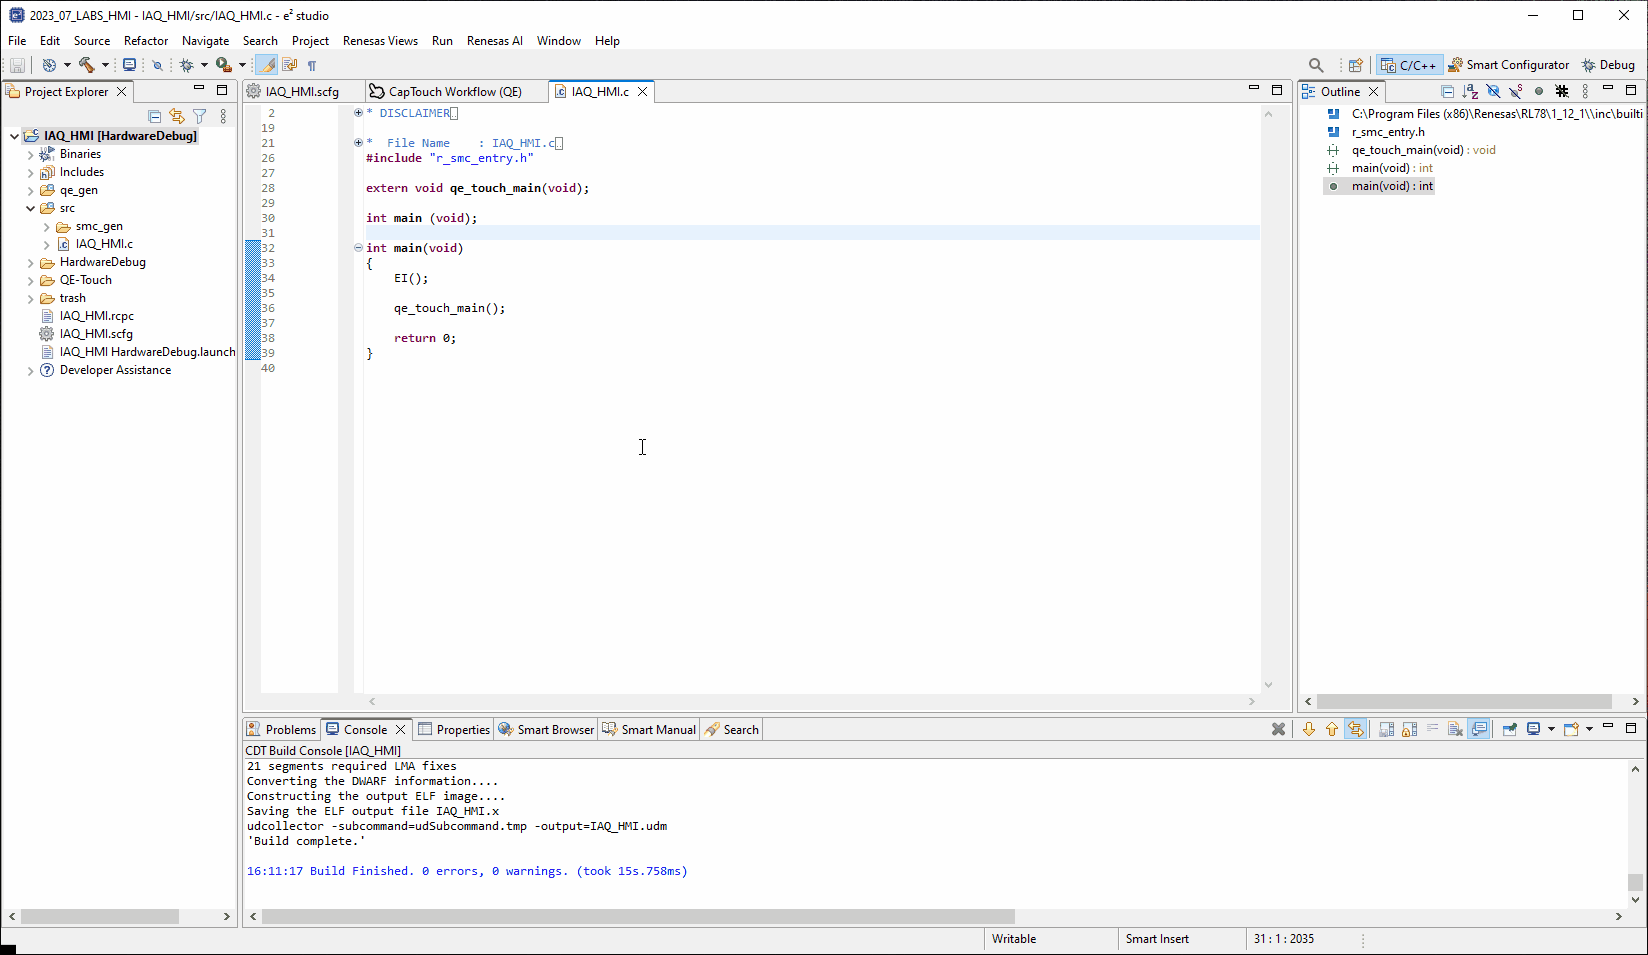 2023_07_LABS_HMI - IAQ_HMI/src/IAQ_HMI.c - e² studio
File Edit Source Refactor Navigate Search Project Renesas Views Run Renesas AI Window Help
C/C++ Smart Configurator Debug
Project Explorer
IAQ_HMI [HardwareDebug]
Binaries
Includes
qe_gen
src
smc_gen
IAQ_HMI.c
HardwareDebug
QE-Touch
trash
IAQ_HMI.rcpc
IAQ_HMI.scfg
IAQ_HMI HardwareDebug.launch
Developer Assistance
IAQ_HMI.scfg CapTouch Workflow (QE) IAQ_HMI.c
2 * DISCLAIMER
19
21 * File Name : IAQ_HMI.c
26 #include "r_smc_entry.h"
27
28 extern void qe_touch_main(void);
29
30 int main (void);
31
32 int main(void)
33 {
34 EI();
35
36 qe_touch_main();
37
38 return 0;
39 }
40
Outline
C:\Program Files (x86)\Renesas\RL78\1_12_1\\inc\builti
r_smc_entry.h
qe_touch_main(void) : void
main(void) : int
main(void) : int
Problems Console Properties Smart Browser Smart Manual Search
CDT Build Console [IAQ_HMI]
21 segments required LMA fixes
Converting the DWARF information....
Constructing the output ELF image....
Saving the ELF output file IAQ_HMI.x
udcollector -subcommand=udSubcommand.tmp -output=IAQ_HMI.udm
'Build complete.'
16:11:17 Build Finished. 0 errors, 0 warnings. (took 15s.758ms)
Writable Smart Insert 31 : 1 : 2035